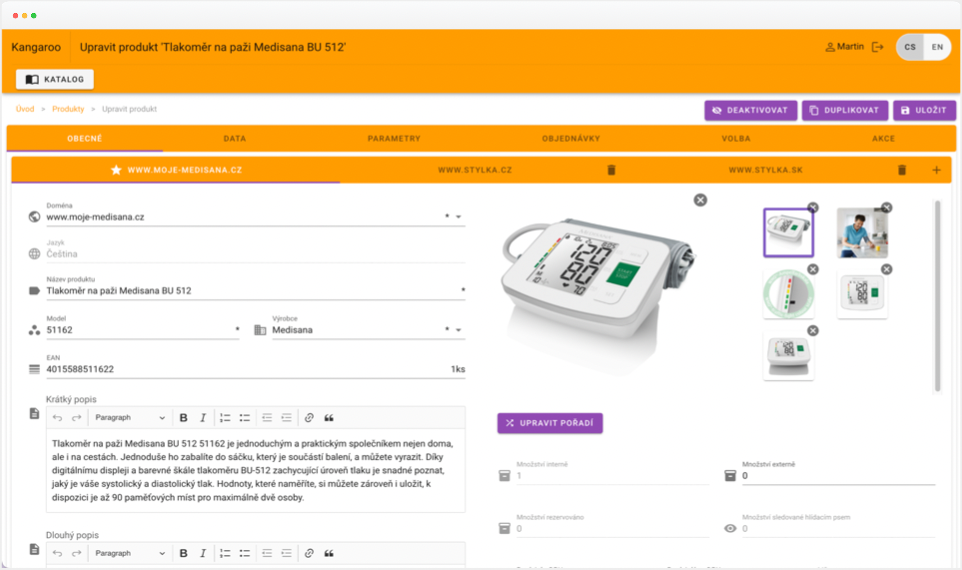 Kangaroo
Upravit produkt 'Tlakoměr na paži Medisana BU 512'
Martin
CS
EN
KATALOG
Úvod > Produkty > Upravit produkt
DEAKTIVOVAT
DUPLIKOVAT
ULOŽIT
OBECNÉ
DATA
PARAMETRY
OBJEDNÁVKY
VOLBA
AKCE
WWW.MOJE-MEDISANA.CZ
WWW.STYLKA.CZ
WWW.STYLKA.SK
Doména
www.moje-medisana.cz *
Jazyk
Čeština
Název produktu
Tlakoměr na paži Medisana BU 512 *
Model
51162 *
Výrobce
Medisana *
EAN
4015588511622 1ks
Krátký popis
Paragraph B I
Tlakoměr na paži Medisana BU 512 51162 je jednoduchým a praktickým společníkem nejen doma,
ale i na cestách. Jednoduše ho zabalíte do sáčku, který je součástí balení, a můžete vyrazit. Díky
digitálnímu displeji a barevné škále tlakoměru BU-512 zachycující úroveň tlaku je snadné poznat,
jaký je váše systolický a diastolický tlak. Hodnoty, které naměříte, si můžete zároveň i uložit, k
dispozici je až 90 paměťových míst pro maximálně dvě osoby.
Dlouhý popis
Paragraph B I
120
80
START
STOP
UPRAVIT POŘADÍ
Množství interně
1
Množství externě
0
Množství rezervováno
0
Množství sledované hlídacím psem
0